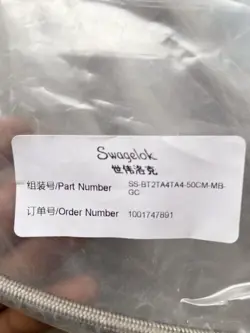 Swagelok
世伟洛克
组装号/Part Number SS-BT2TA4TA4-50CM-MB-
GC
订单号/Order Number 1001747891